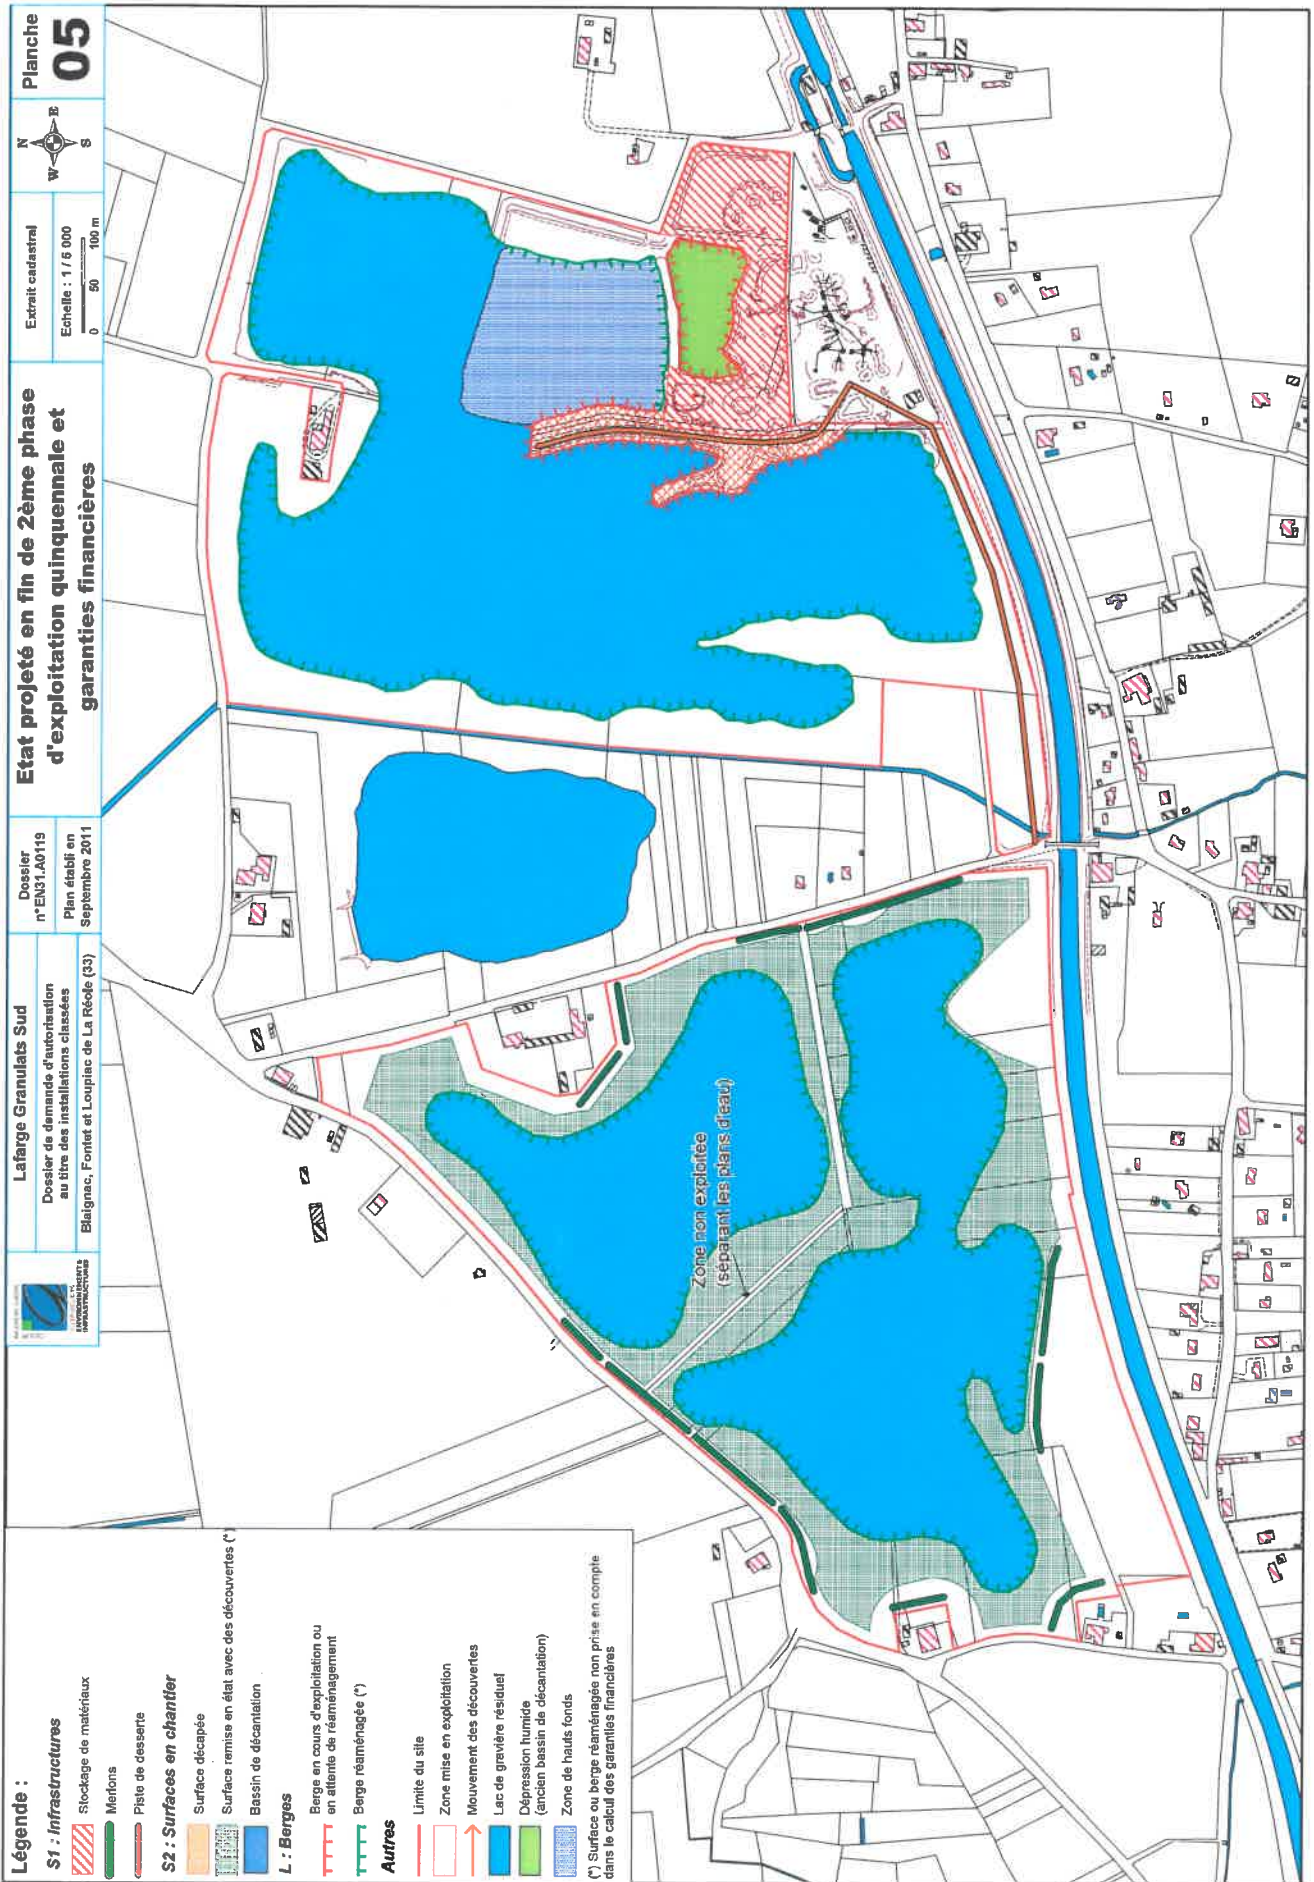 Lafarge Granulats Sud
Dossier de demande d'autorisation
au titre des installations classées
Blaignac, Fontet et Loupiac de La Réole (33)
ENVIRONNEMENT &
INFRASTRUCTURES
Dossier
n°EN31.A0119
Plan établi en
Septembre 2011
Etat projeté en fin de 2ème phase
d'exploitation quinquennale et
garanties financières
Extrait cadastral
Echelle : 1 / 5 000
0 50 100 m
N
W E
S
Planche
05
Zone non exploitée
(séparant les plans d'eau)
Légende :
S1 : Infrastructures
Stockage de matériaux
Merlons
Piste de desserte
S2 : Surfaces en chantier
Surface décapée
Surface remise en état avec des découvertes (*)
Bassin de décantation
L : Berges
Berge en cours d'exploitation ou
en attente de réaménagement
Berge réaménagée (*)
Autres
Limite du site
Zone mise en exploitation
Mouvement des découvertes
Lac de gravière résiduel
Dépression humide
(ancien bassin de décantation)
Zone de hauts fonds
(*) Surface ou berge réaménagée non prise en compte
dans le calcul des garanties financières